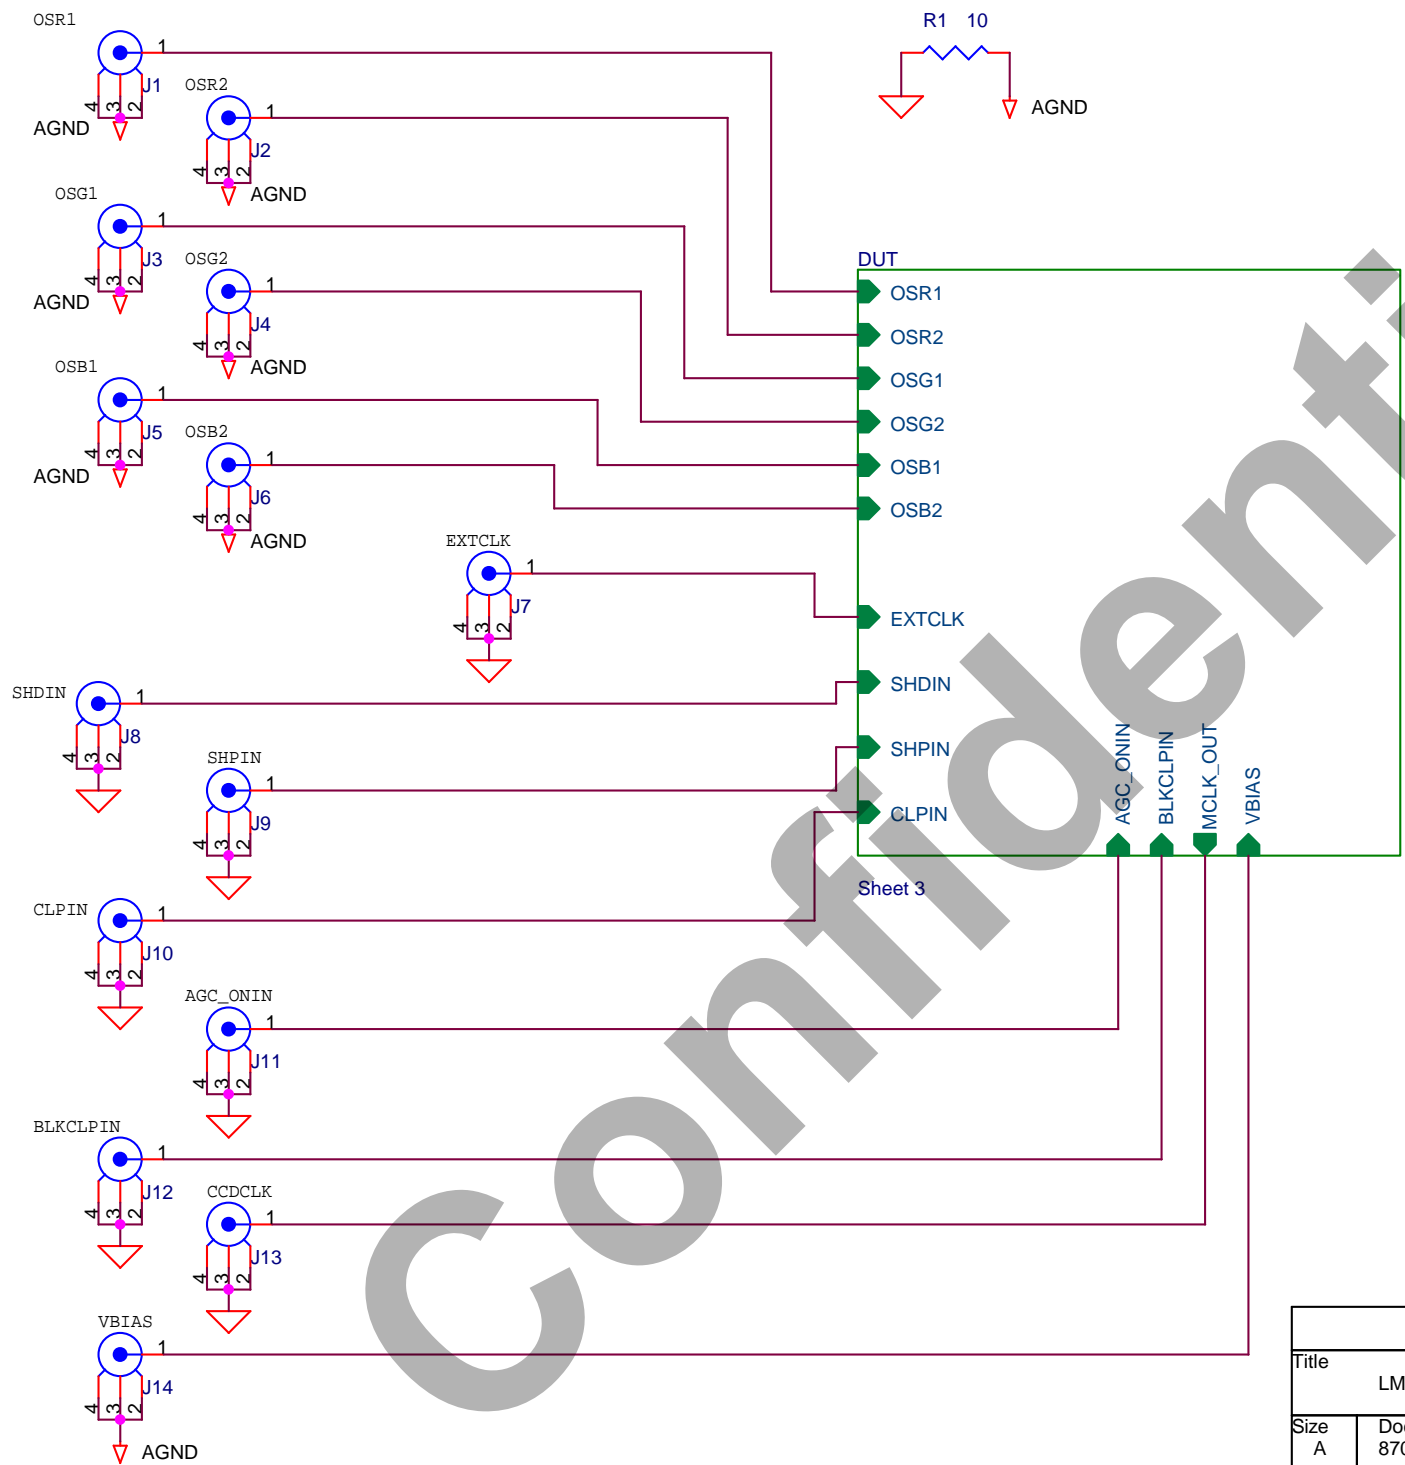 OSR1
1
J1
4 3 2
AGND
OSR2
1
J2
4 3 2
AGND
R1 10
AGND
OSG1
1
J3
4 3 2
AGND
OSG2
1
J4
4 3 2
AGND
OSB1
1
J5
4 3 2
AGND
OSB2
1
J6
4 3 2
AGND
EXTCLK
1
J7
4 3 2
SHDIN
1
J8
4 3 2
SHPIN
1
J9
4 3 2
CLPIN
1
J10
4 3 2
AGC_ONIN
1
J11
4 3 2
BLKCLPIN
1
J12
4 3 2
CCDCLK
1
J13
4 3 2
VBIAS
1
J14
4 3 2
AGND
DUT
OSR1
OSR2
OSG1
OSG2
OSB1
OSB2
EXTCLK
SHDIN
SHPIN
CLPIN
AGC_ONIN
BLKCLPIN
MCLK_OUT
VBIAS
Sheet 3
Confidenti
Title
LM
Size
A
Doc
870